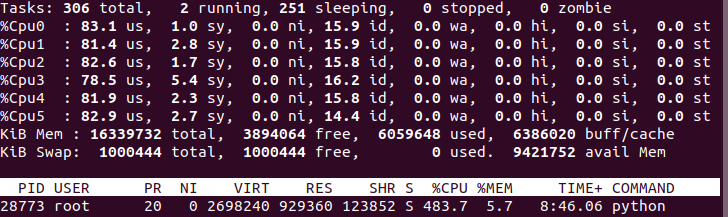 Tasks: 306 total,   2 running, 251 sleeping,   0 stopped,   0 zombie
%Cpu0  : 83.1 us,  1.0 sy,  0.0 ni, 15.9 id,  0.0 wa,  0.0 hi,  0.0 si,  0.0 st
%Cpu1  : 81.4 us,  2.8 sy,  0.0 ni, 15.9 id,  0.0 wa,  0.0 hi,  0.0 si,  0.0 st
%Cpu2  : 82.6 us,  1.7 sy,  0.0 ni, 15.8 id,  0.0 wa,  0.0 hi,  0.0 si,  0.0 st
%Cpu3  : 78.5 us,  5.4 sy,  0.0 ni, 16.2 id,  0.0 wa,  0.0 hi,  0.0 si,  0.0 st
%Cpu4  : 81.9 us,  2.3 sy,  0.0 ni, 15.8 id,  0.0 wa,  0.0 hi,  0.0 si,  0.0 st
%Cpu5  : 82.9 us,  2.7 sy,  0.0 ni, 14.4 id,  0.0 wa,  0.0 hi,  0.0 si,  0.0 st
KiB Mem : 16339732 total,  3894064 free,  6059648 used,  6386020 buff/cache
KiB Swap:  1000444 total,  1000444 free,        0 used.  9421752 avail Mem
PID USER      PR  NI    VIRT    RES    SHR S  %CPU %MEM     TIME+ COMMAND
28773 root      20   0 2698240 929360 123852 S 483.7  5.7   8:46.06 python